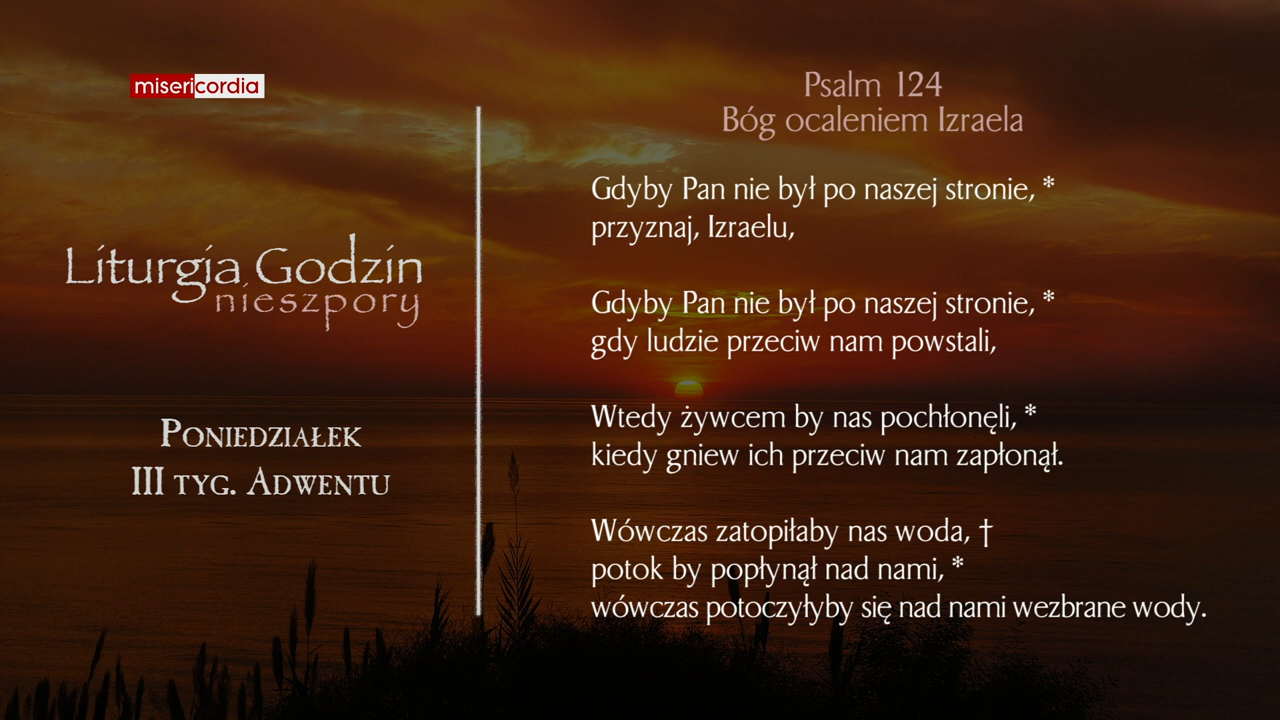 misericordia
Liturgia Godzin
nieszpory
Poniedziałek
III tyg. Adwentu
Psalm 124
Bóg ocaleniem Izraela
Gdyby Pan nie był po naszej stronie, *
przyznaj, Izraelu,
Gdyby Pan nie był po naszej stronie, *
gdy ludzie przeciw nam powstali,
Wtedy żywcem by nas pochłonęli, *
kiedy gniew ich przeciw nam zapłonął.
Wówczas zatopiłaby nas woda, †
potok by popłynął nad nami, *
wówczas potoczyłyby się nad nami wezbrane wody.